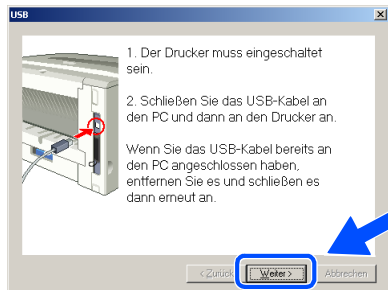 USB
1. Der Drucker muss eingeschaltet
sein.
2. Schließen Sie das USB-Kabel an
den PC und dann an den Drucker an.
Wenn Sie das USB-Kabel bereits an
den PC angeschlossen haben,
entfernen Sie es und schließen es
dann erneut an.
< Zurück Weiter > Abbrechen